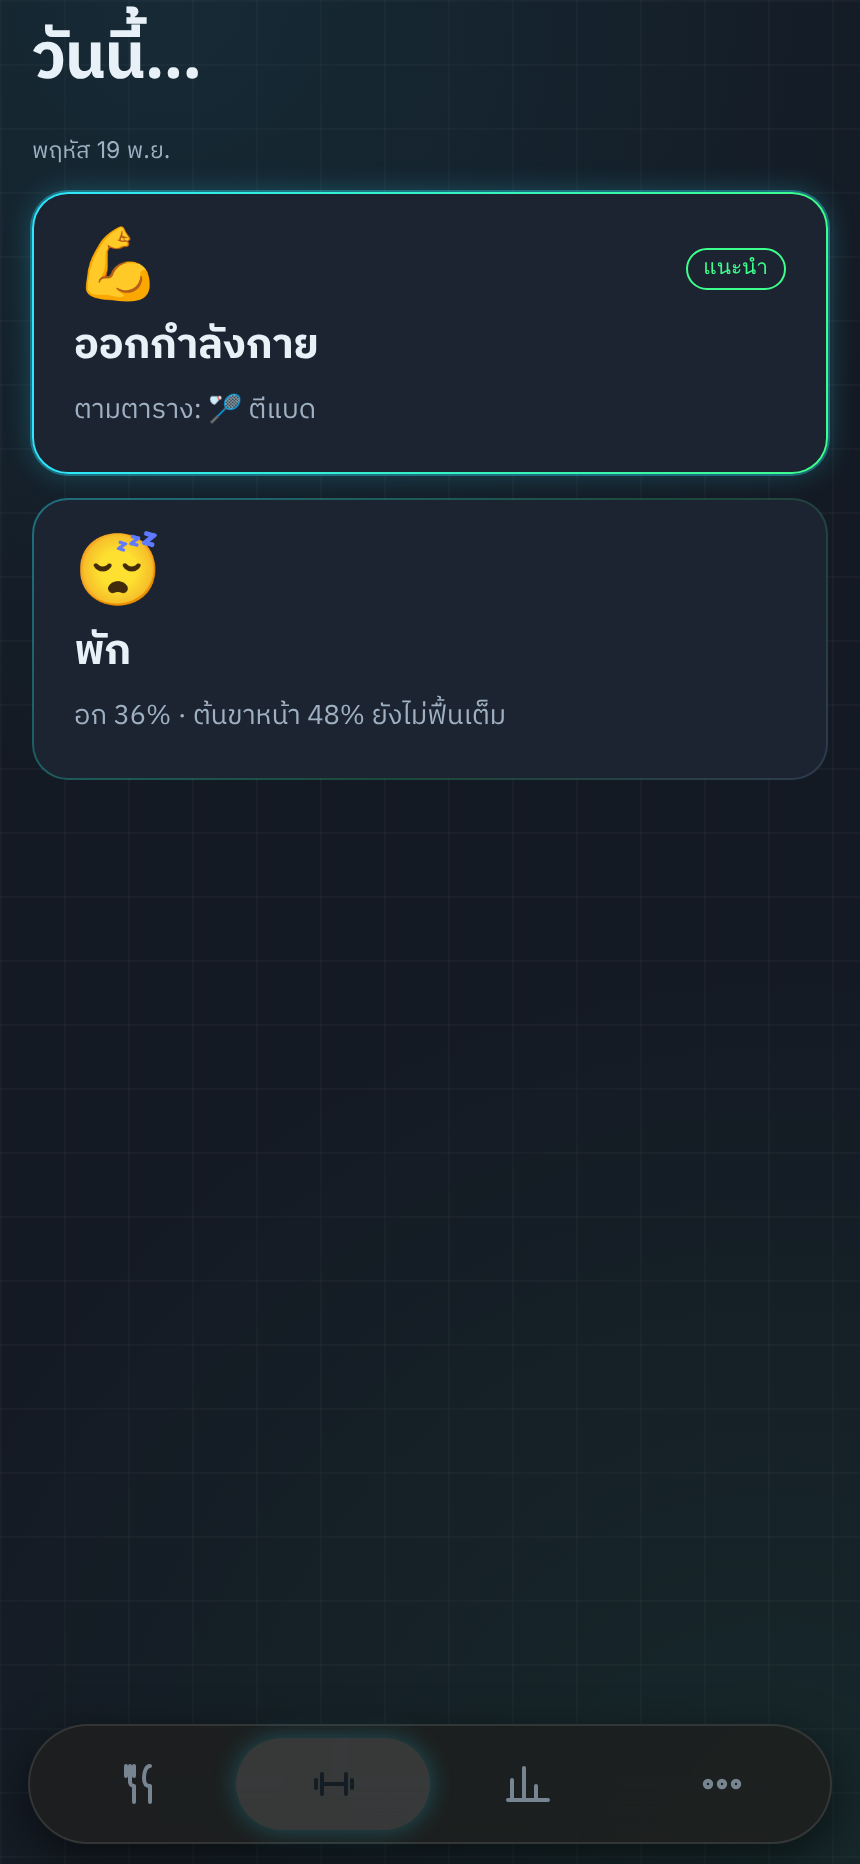 วันนี้...
พฤหัส 19 พ.ย.
แนะนำ
ออกกำลังกาย
ตามตาราง: 🏸 ตีแบด
พัก
อก 36% · ต้นขาหน้า 48% ยังไม่ฟื้นเต็ม